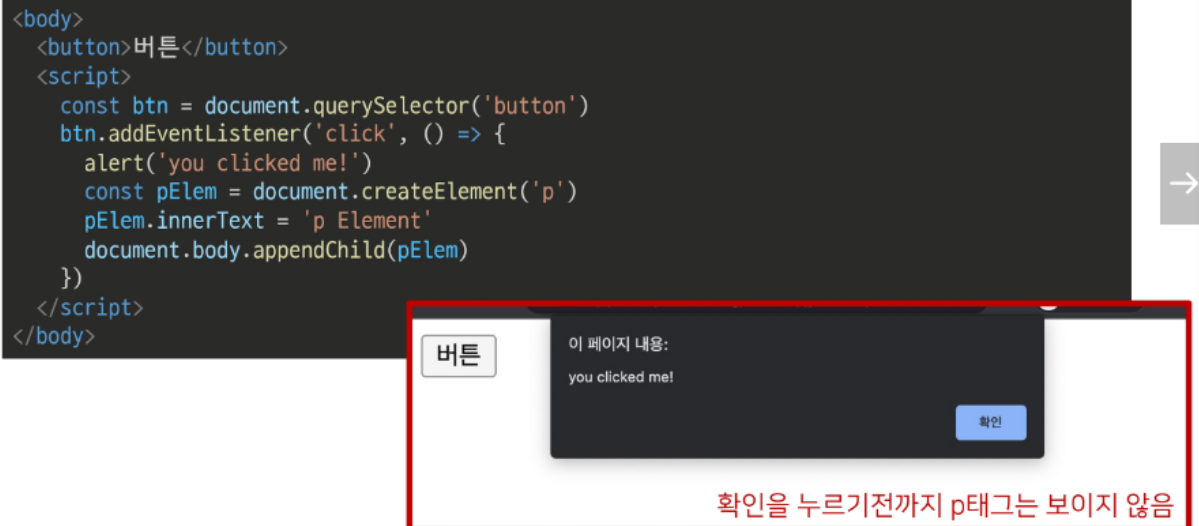 <body>
<button>버튼</button>
<script>
const btn = document.querySelector('button')
btn.addEventListener('click', () => {
alert('you clicked me!')
const pElem = document.createElement('p')
pElem.innerText = 'p Element'
document.body.appendChild(pElem)
})
</script>
</body>
버튼
이 페이지 내용:
you clicked me!
확인
확인을 누르기전까지 p태그는 보이지 않음